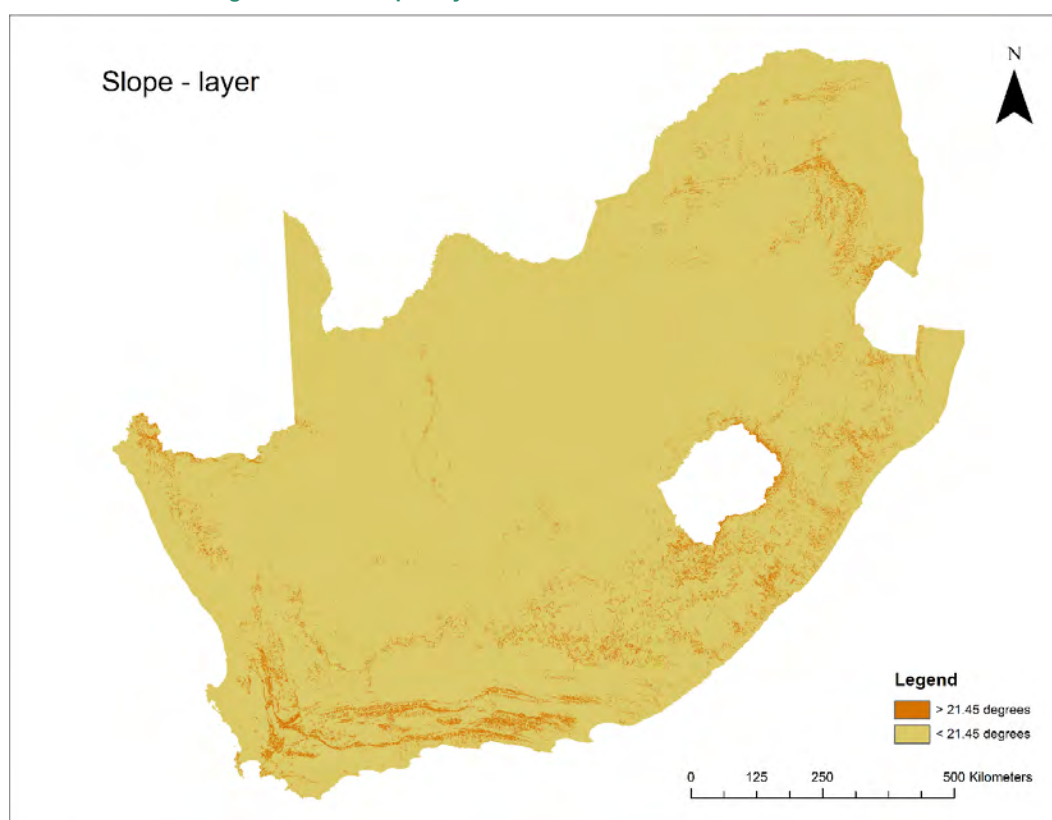 Slope - layer
N
Legend
> 21.45 degrees
< 21.45 degrees
0 125 250 500 Kilometers